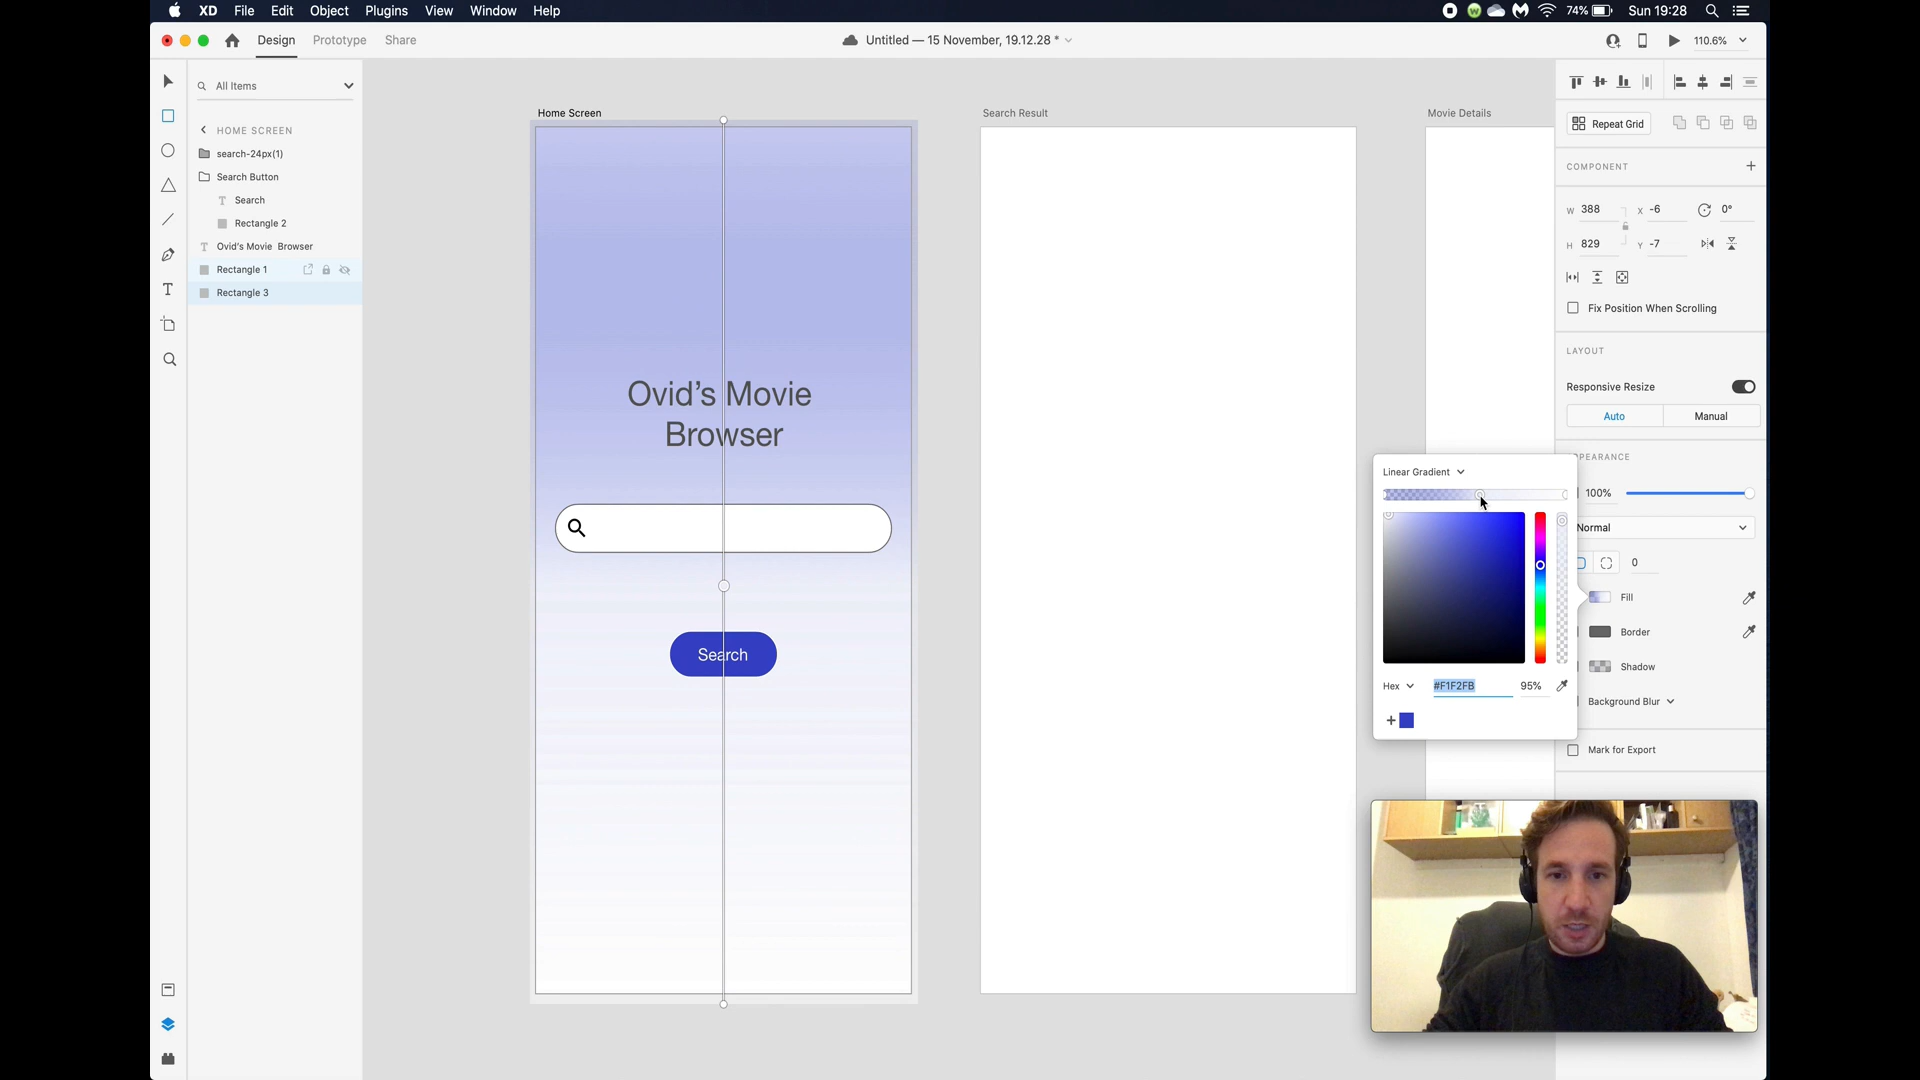 XD File Edit Object Plugins View Window Help
74% Sun 19:28
Design Prototype Share
Untitled — 15 November, 19.12.28 *
110.6%
All Items
HOME SCREEN
search-24px(1)
Search Button
Search
Rectangle 2
Ovid's Movie Browser
Rectangle 1
Rectangle 3
Home Screen
Search Result
Movie Details
Ovid's Movie
Browser
Search
Repeat Grid
COMPONENT
W 388 X -6 0°
H 829 Y -7
Fix Position When Scrolling
LAYOUT
Responsive Resize
Auto Manual
PEARANCE
100%
Normal
0
Fill
Border
Shadow
Background Blur
Mark for Export
Linear Gradient
Hex #F1F2FB 95%